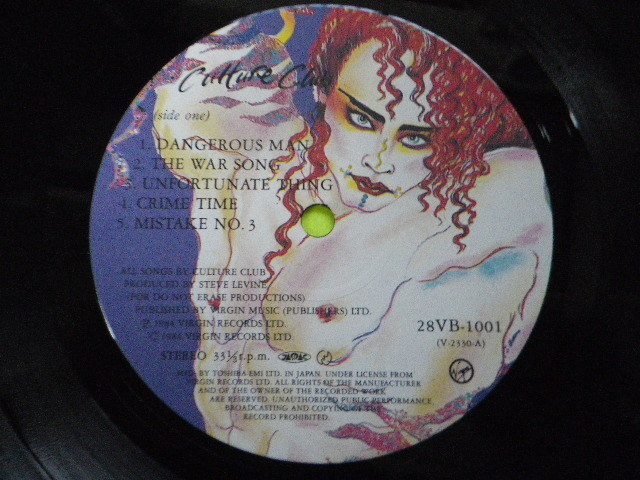 Culture Club
(side one)
1. DANGEROUS MAN
2. THE WAR SONG
3. UNFORTUNATE THING
4. CRIME TIME
5. MISTAKE NO. 3
ALL SONGS BY CULTURE CLUB
PRODUCED BY STEVE LEVINE
(FOR DO NOT ERASE PRODUCTIONS)
PUBLISHED BY VIRGIN MUSIC (PUBLISHERS) LTD.
Ⓟ 1984 VIRGIN RECORDS LTD.
© 1984 VIRGIN RECORDS LTD.
28VB-1001
(V-2330-A)
STEREO 33⅓ r.p.m.
Virgin
MFD. BY TOSHIBA EMI LTD. IN JAPAN. UNDER LICENSE FROM
VIRGIN RECORDS LTD. ALL RIGHTS OF THE MANUFACTURER
AND OF THE OWNER OF THE RECORDED WORK
ARE RESERVED. UNAUTHORIZED PUBLIC PERFORMANCE
BROADCASTING AND COPYING OF THE
RECORD PROHIBITED.